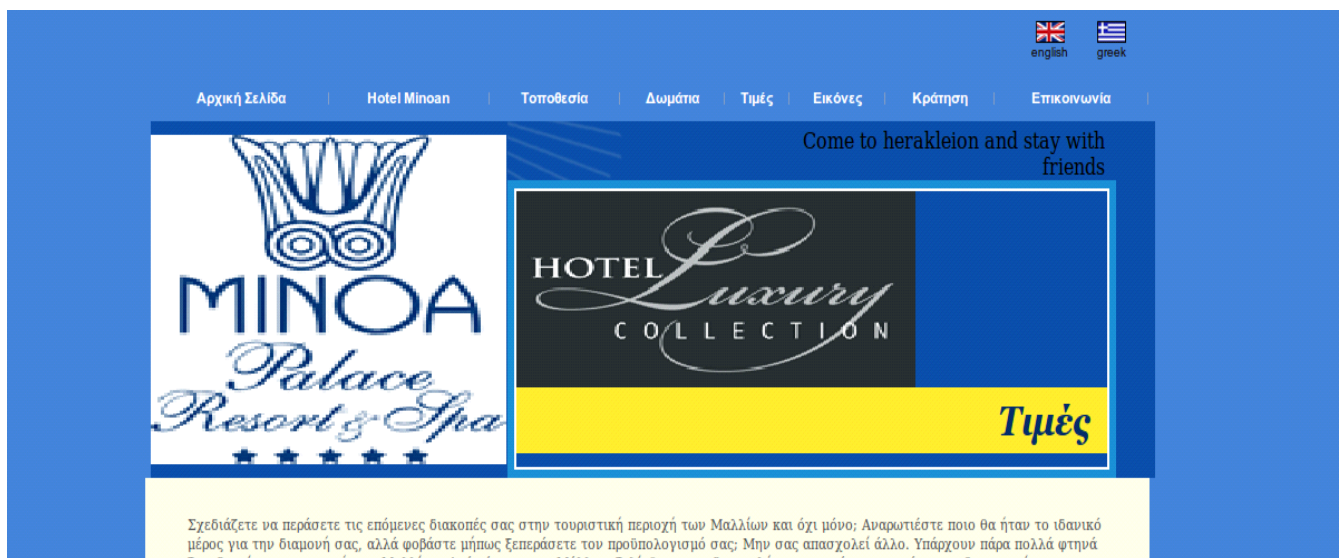 english greek
Αρχική Σελίδα Hotel Minoan Τοποθεσία Δωμάτια Τιμές Εικόνες Κράτηση Επικοινωνία
Come to herakleion and stay with
friends
MINOA
Palace
Resort & Spa
HOTEL Luxury
COLLECTION
Τιμές
Σχεδιάζετε να περάσετε τις επόμενες διακοπές σας στην τουριστική περιοχή των Μαλλίων και όχι μόνο; Αναρωτιέστε ποιο θα ήταν το ιδανικό
μέρος για την διαμονή σας, αλλά φοβάστε μήπως ξεπεράσετε τον προϋπολογισμό σας; Μην σας απασχολεί άλλο. Υπάρχουν πάρα πολλά φτηνά